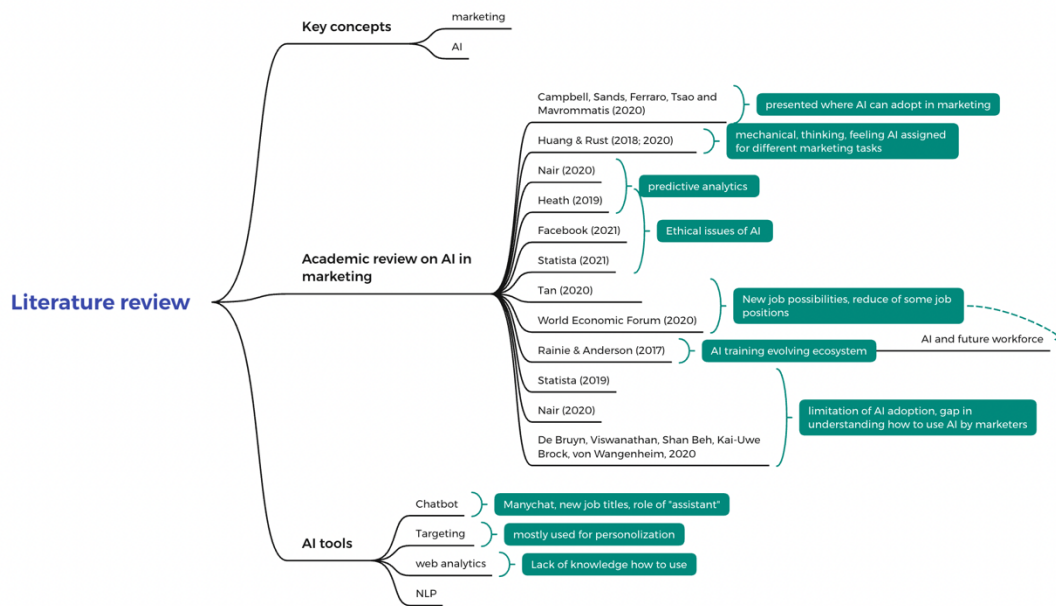 Literature review
Key concepts
marketing
AI
Academic review on AI in
marketing
Campbell, Sands, Ferraro, Tsao and
Mavrommatis (2020)
presented where AI can adopt in marketing
Huang & Rust (2018; 2020)
mechanical, thinking, feeling AI assigned
for different marketing tasks
Nair (2020)
Heath (2019)
predictive analytics
Facebook (2021)
Statista (2021)
Ethical issues of AI
Tan (2020)
World Economic Forum (2020)
New job possibilities, reduce of some job
positions
Rainie & Anderson (2017)
AI training evolving ecosystem
AI and future workforce
Statista (2019)
Nair (2020)
De Bruyn, Viswanathan, Shan Beh, Kai-Uwe
Brock, von Wangenheim, 2020
limitation of AI adoption, gap in
understanding how to use AI by marketers
AI tools
Chatbot
Manychat, new job titles, role of "assistant"
Targeting
mostly used for personolization
web analytics
Lack of knowledge how to use
NLP